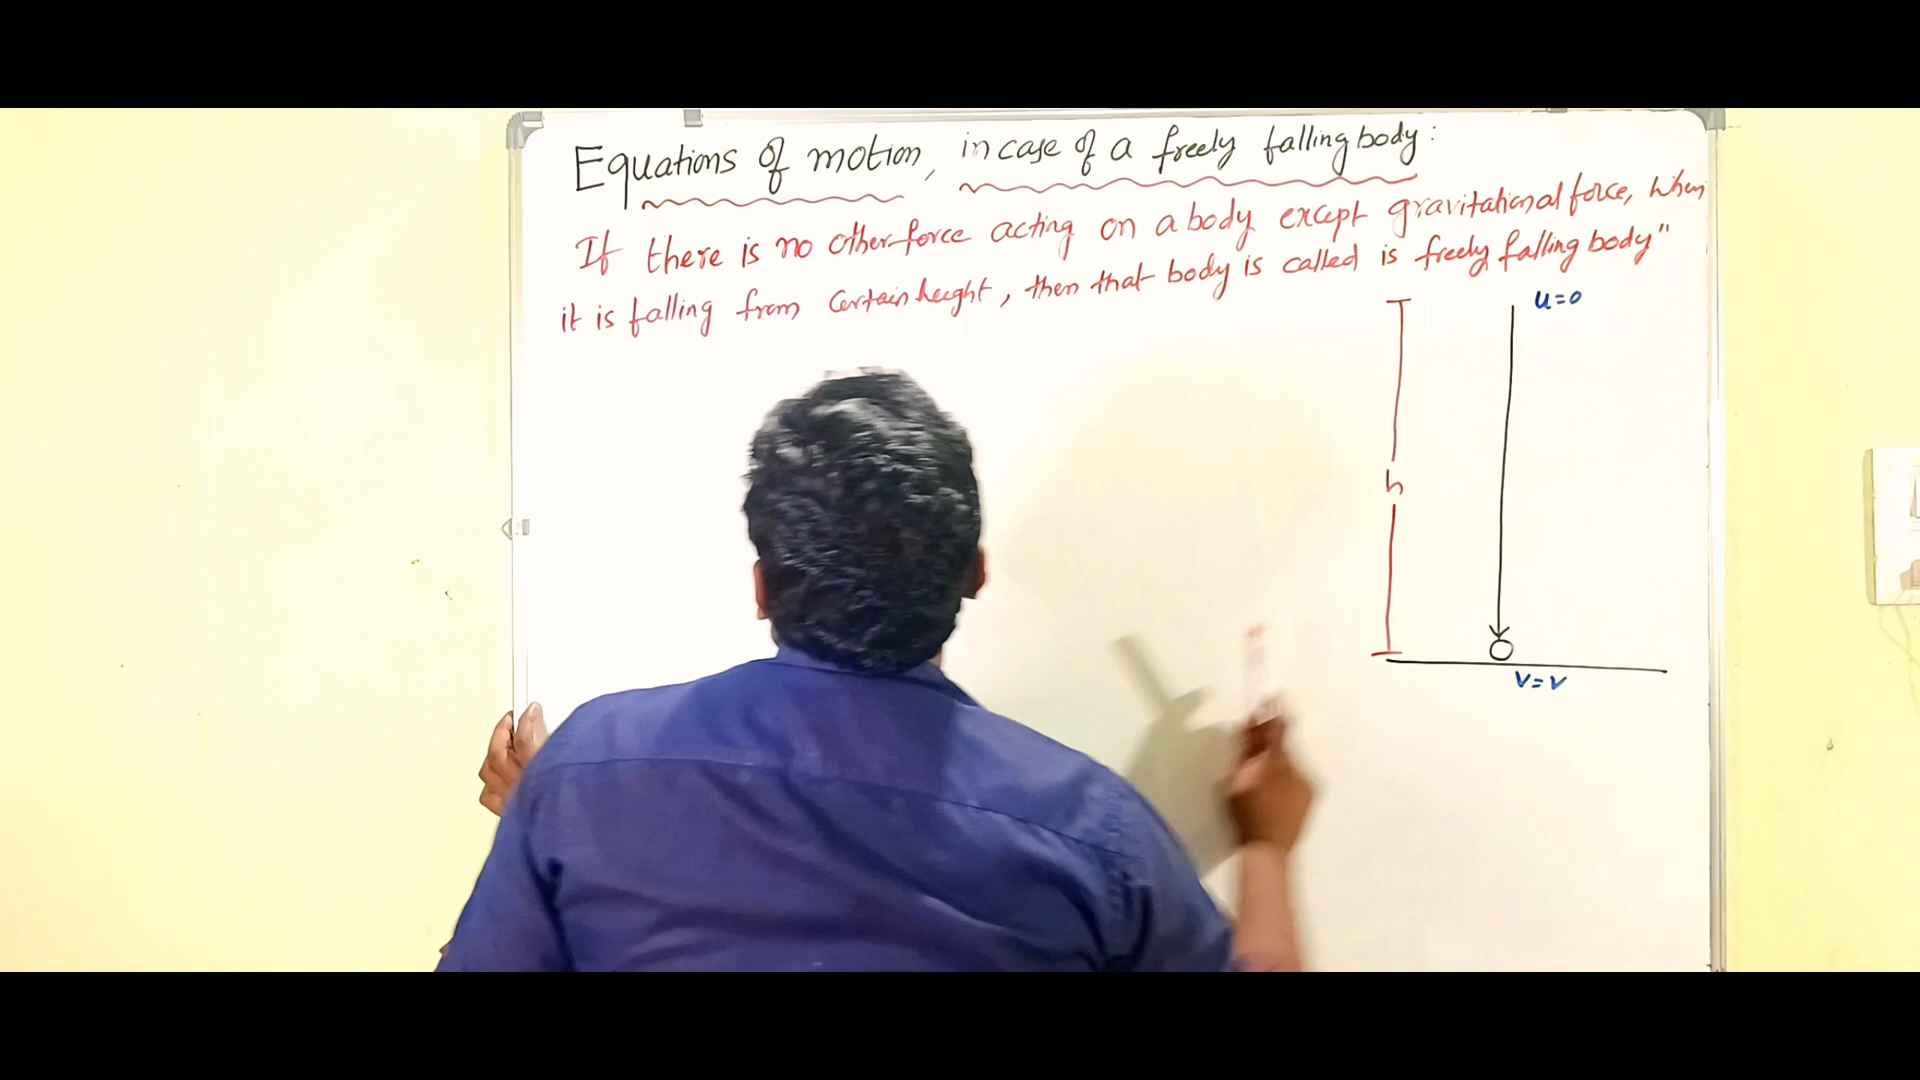 Equations of motion, in case of a freely falling body:
If there is no other force acting on a body except gravitational force, when
it is falling from certain height, then that body is called is freely falling body"
u=0
h
v=v